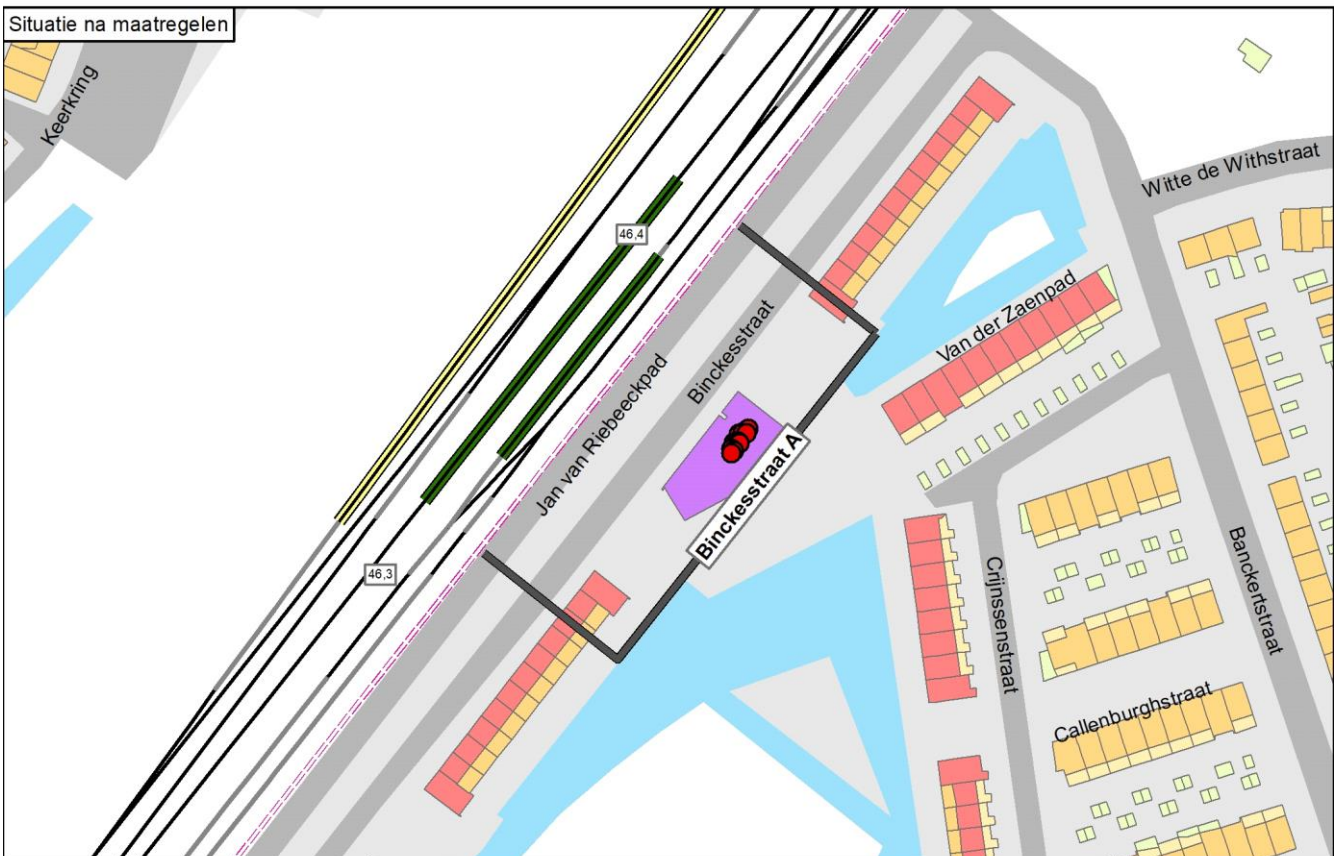 Situatie na maatregelen
Keerkring
46,4
Witte de Withstraat
Van der Zaenpad
Binckesstraat
Jan van Riebeeckpad
Binckesstraat A
46,3
Crijnssenstraat
Banckertstraat
Callenburghstraat